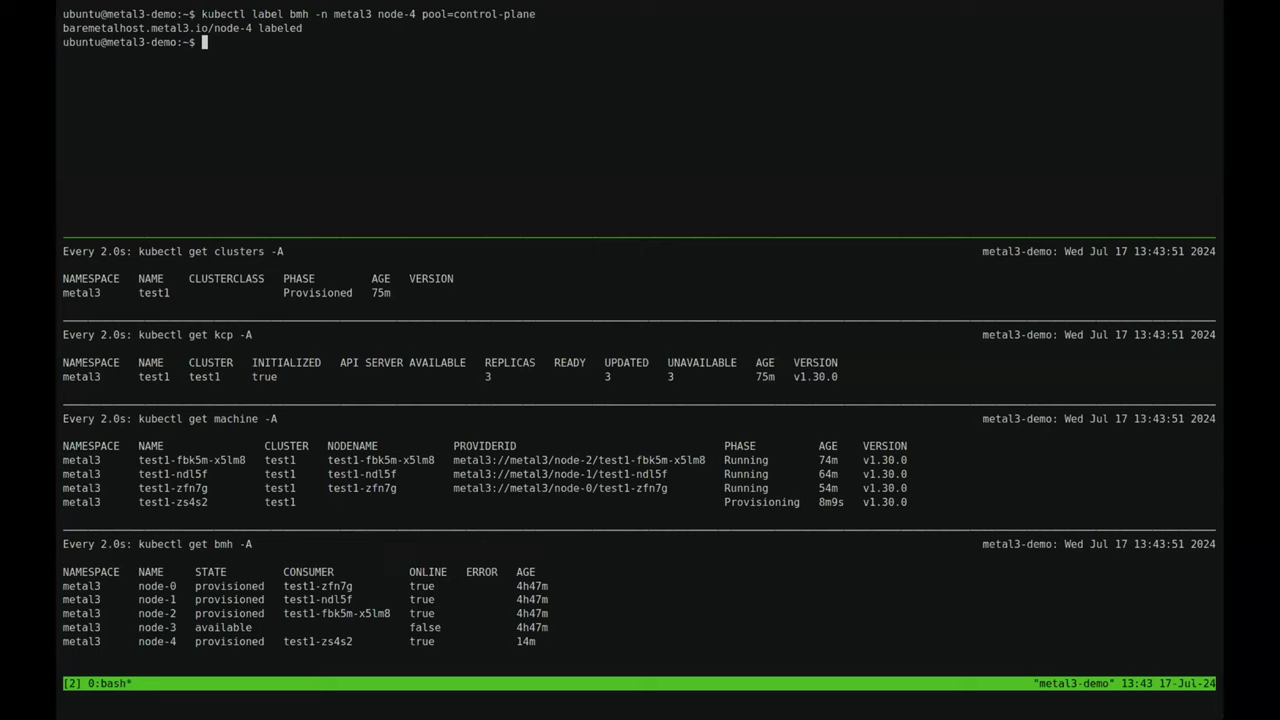 ubuntu@metal3-demo:~$ kubectl label bmh -n metal3 node-4 pool=control-plane
baremetalhost.metal3.io/node-4 labeled
ubuntu@metal3-demo:~$
Every 2.0s: kubectl get clusters -A metal3-demo: Wed Jul 17 13:43:51 2024
NAMESPACE NAME CLUSTERCLASS PHASE AGE VERSION
metal3 test1 Provisioned 75m
Every 2.0s: kubectl get kcp -A metal3-demo: Wed Jul 17 13:43:51 2024
NAMESPACE NAME CLUSTER INITIALIZED API SERVER AVAILABLE REPLICAS READY UPDATED UNAVAILABLE AGE VERSION
metal3 test1 test1 true 3 3 3 75m v1.30.0
Every 2.0s: kubectl get machine -A metal3-demo: Wed Jul 17 13:43:51 2024
NAMESPACE NAME CLUSTER NODENAME PROVIDERID PHASE AGE VERSION
metal3 test1-fbk5m-x5lm8 test1 test1-fbk5m-x5lm8 metal3://metal3/node-2/test1-fbk5m-x5lm8 Running 74m v1.30.0
metal3 test1-ndl5f test1 test1-ndl5f metal3://metal3/node-1/test1-ndl5f Running 64m v1.30.0
metal3 test1-zfn7g test1 test1-zfn7g metal3://metal3/node-0/test1-zfn7g Running 54m v1.30.0
metal3 test1-zs4s2 test1 Provisioning 8m9s v1.30.0
Every 2.0s: kubectl get bmh -A metal3-demo: Wed Jul 17 13:43:51 2024
NAMESPACE NAME STATE CONSUMER ONLINE ERROR AGE
metal3 node-0 provisioned test1-zfn7g true 4h47m
metal3 node-1 provisioned test1-ndl5f true 4h47m
metal3 node-2 provisioned test1-fbk5m-x5lm8 true 4h47m
metal3 node-3 available false 4h47m
metal3 node-4 provisioned test1-zs4s2 true 14m
[2] 0:bash* "metal3-demo" 13:43 17-Jul-24